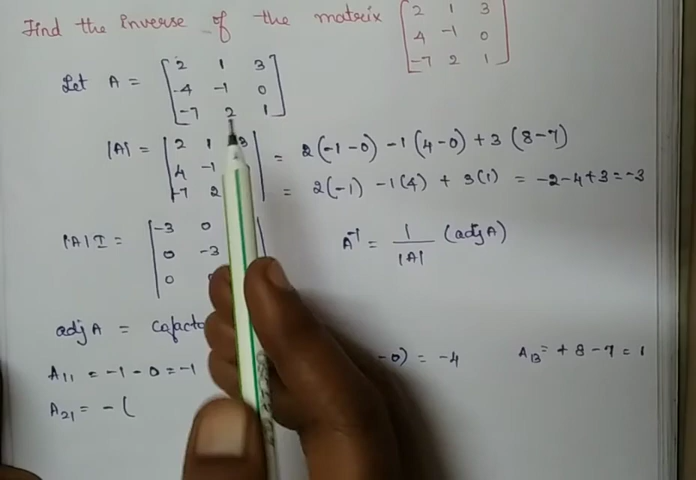 Find the inverse of the matrix [2 1 3
4 -1 0
-7 2 1]
Let A = [2 1 3
-4 -1 0
-7 2 1]
|A| = |2 1 3
4 -1
-7 2| = 2(-1-0) -1(4-0) +3(8-7)
= 2(-1) -1(4) + 3(1) = -2-4+3=-3
|A|I = |-3 0
0 -3
0|
A⁻¹ = 1/|A| (adjA)
adj A =
A₁₁ = -1-0=-1 -0) = -4 A₁₃= +8-7=1
A₂₁ = -(